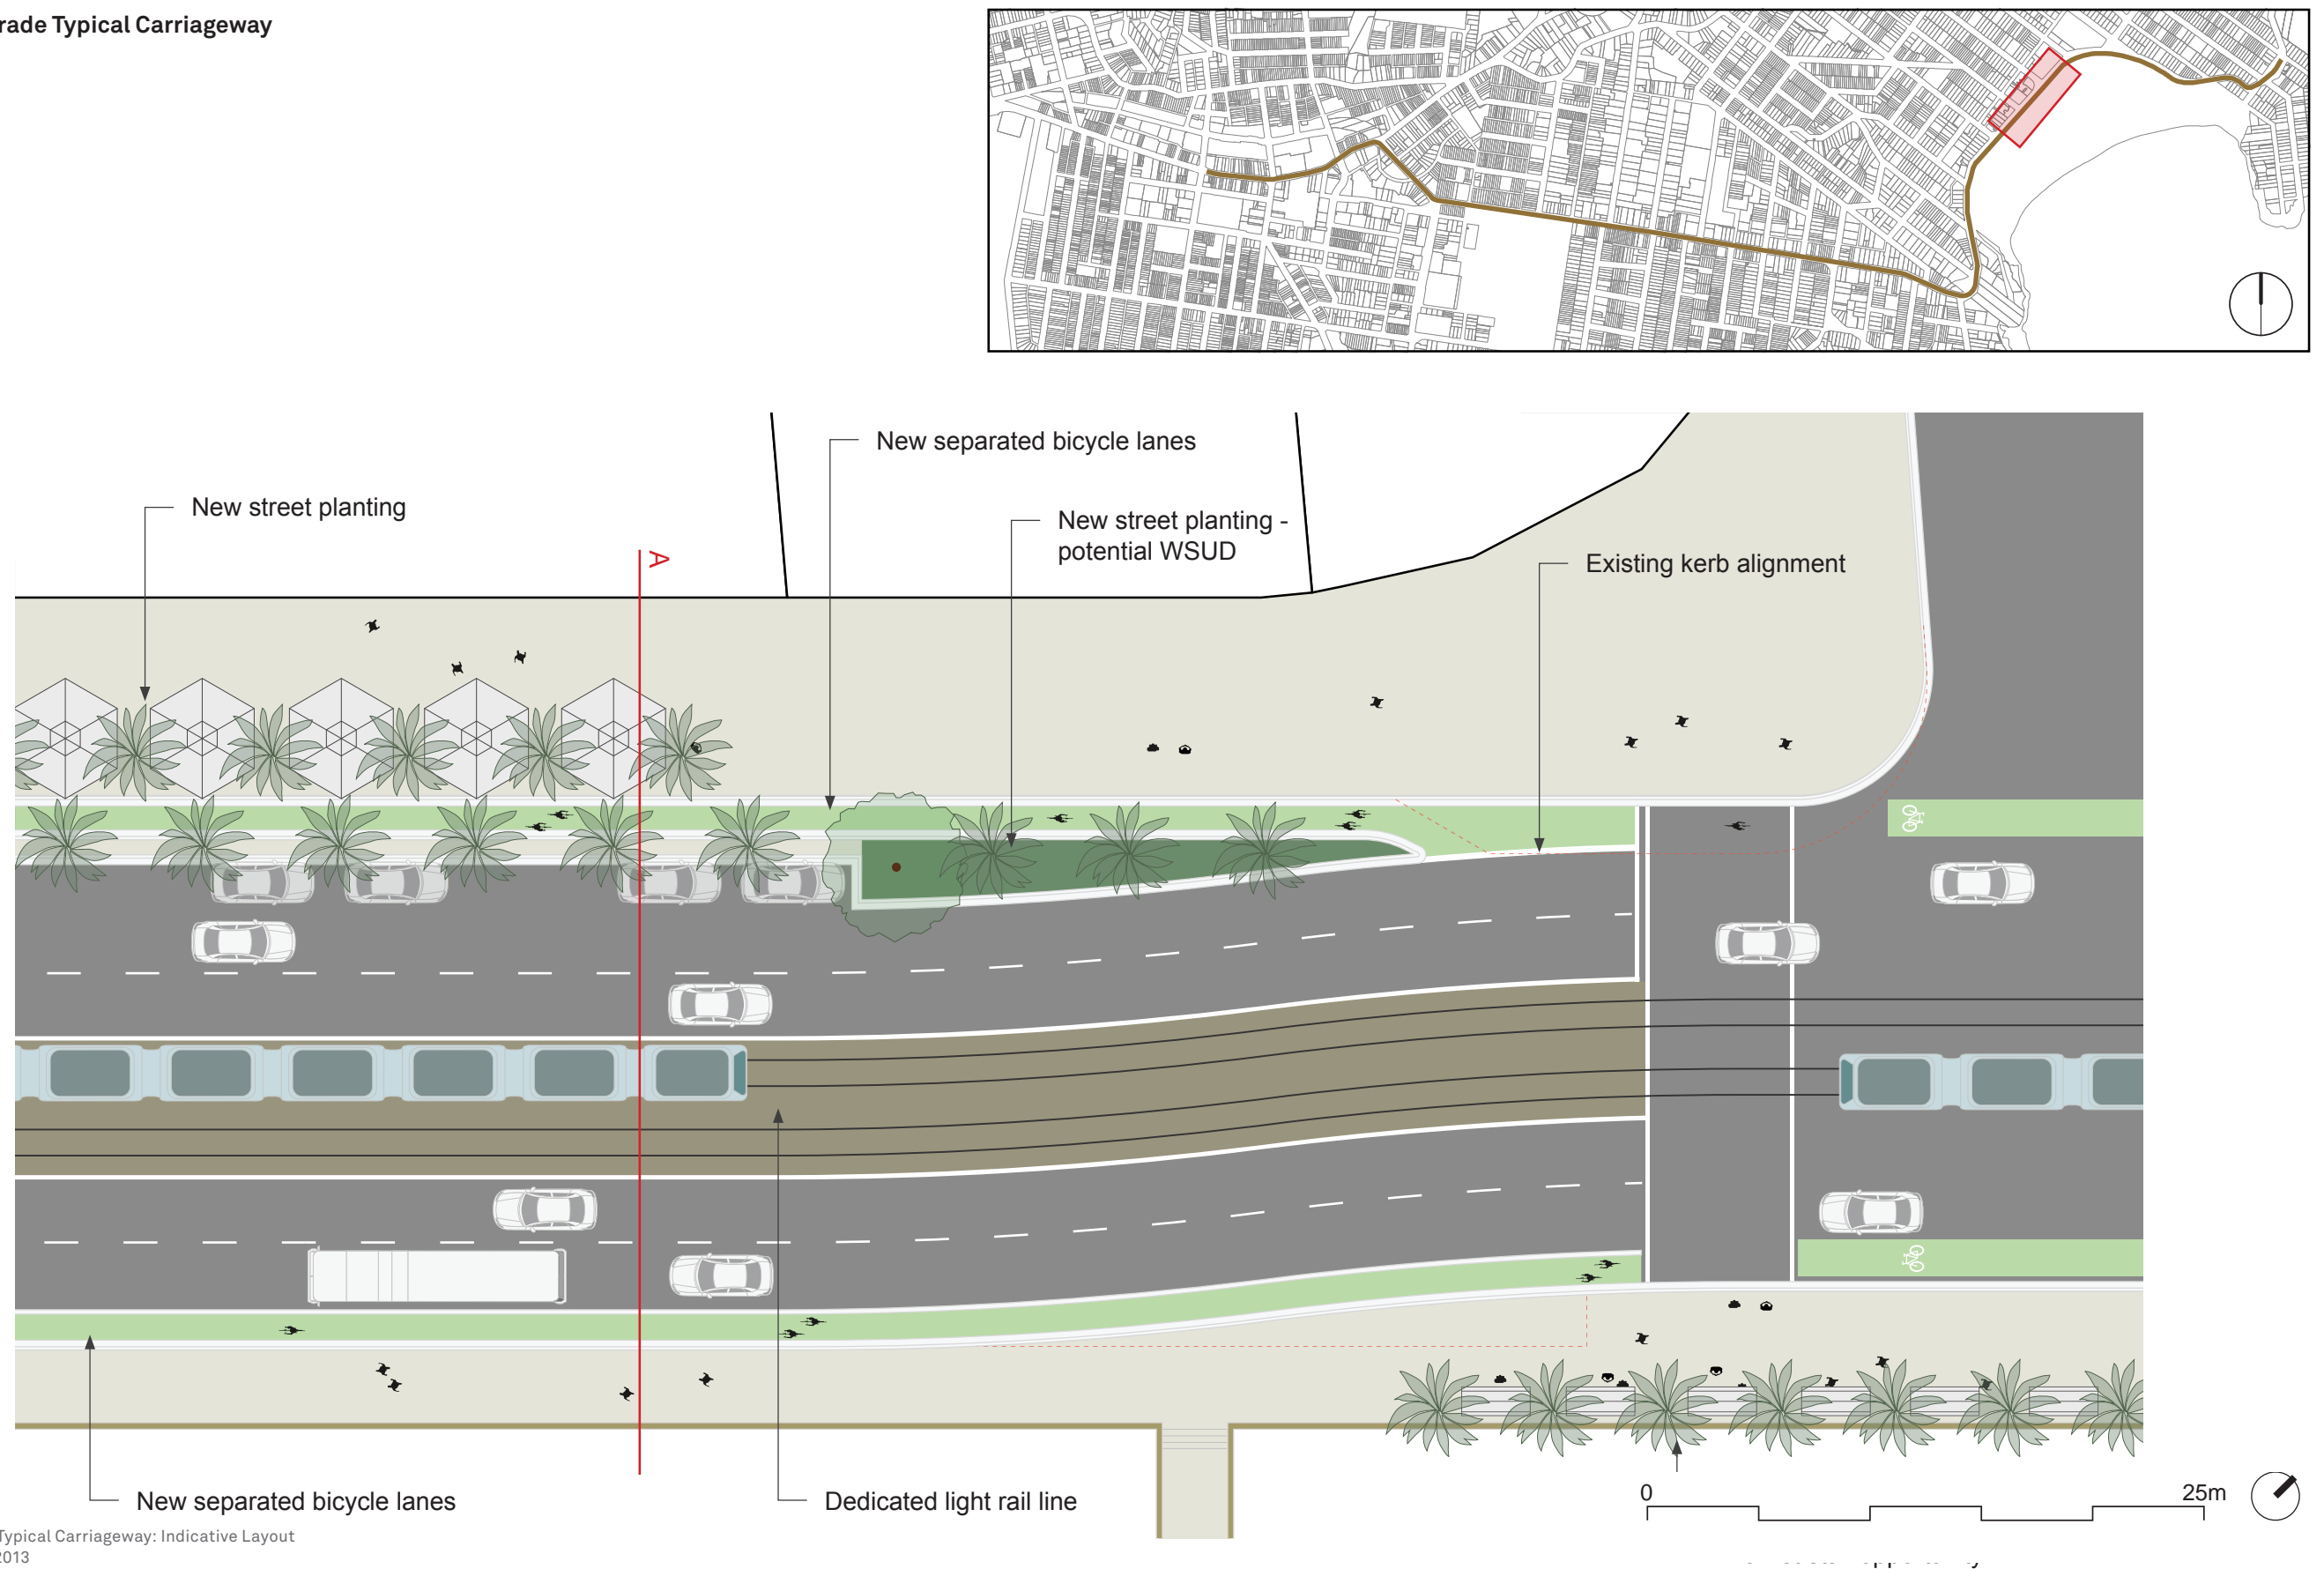 rade Typical Carriageway
New separated bicycle lanes
New street planting
New street planting -
potential WSUD
Existing kerb alignment
A
New separated bicycle lanes
Dedicated light rail line
0
25m
Typical Carriageway: Indicative Layout
2013